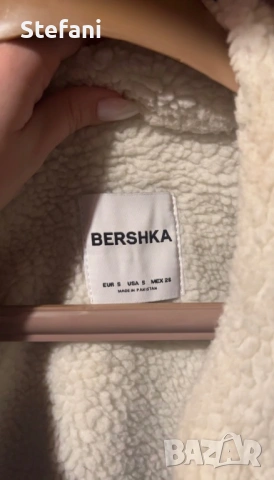 Stefani
BERSHKA
EUR S USA S MEX 26
MADE IN PAKISTAN
BAZAR